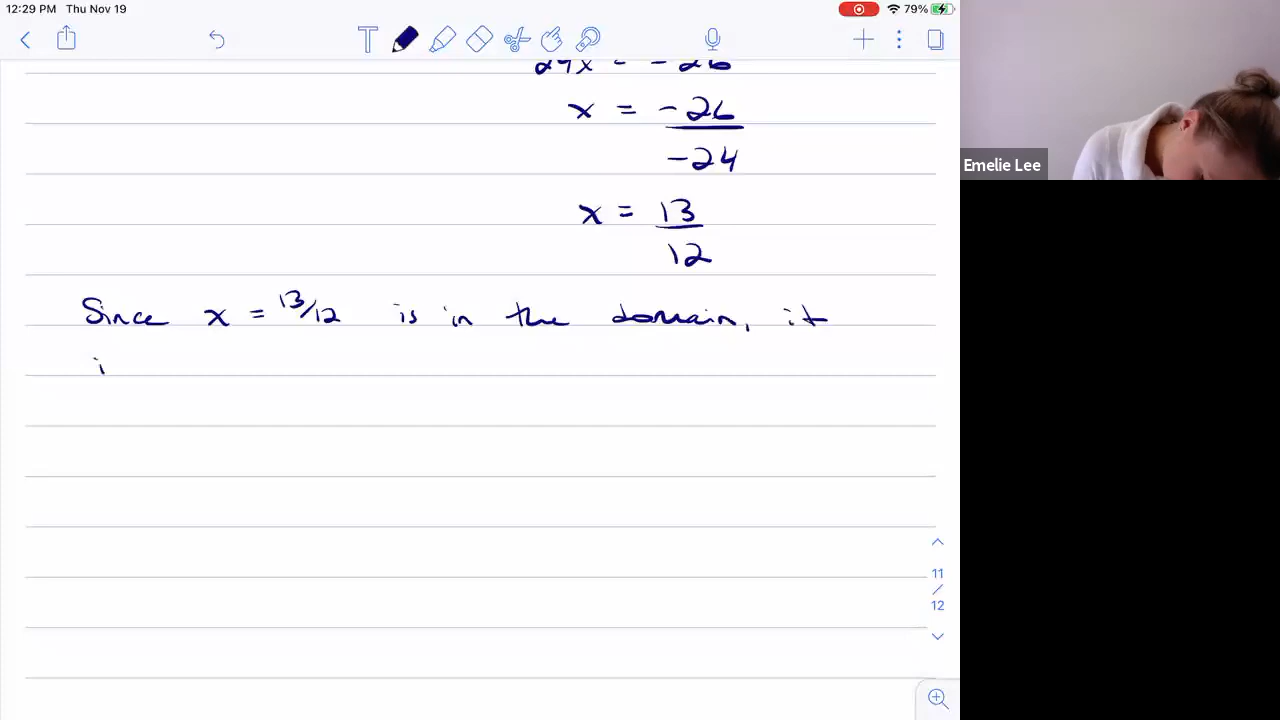 12:29 PM Thu Nov 19
79%
x = -26
-24
x = 13
12
Since x = 13/12 is in the domain, it
i
11
/
12
Emelie Lee